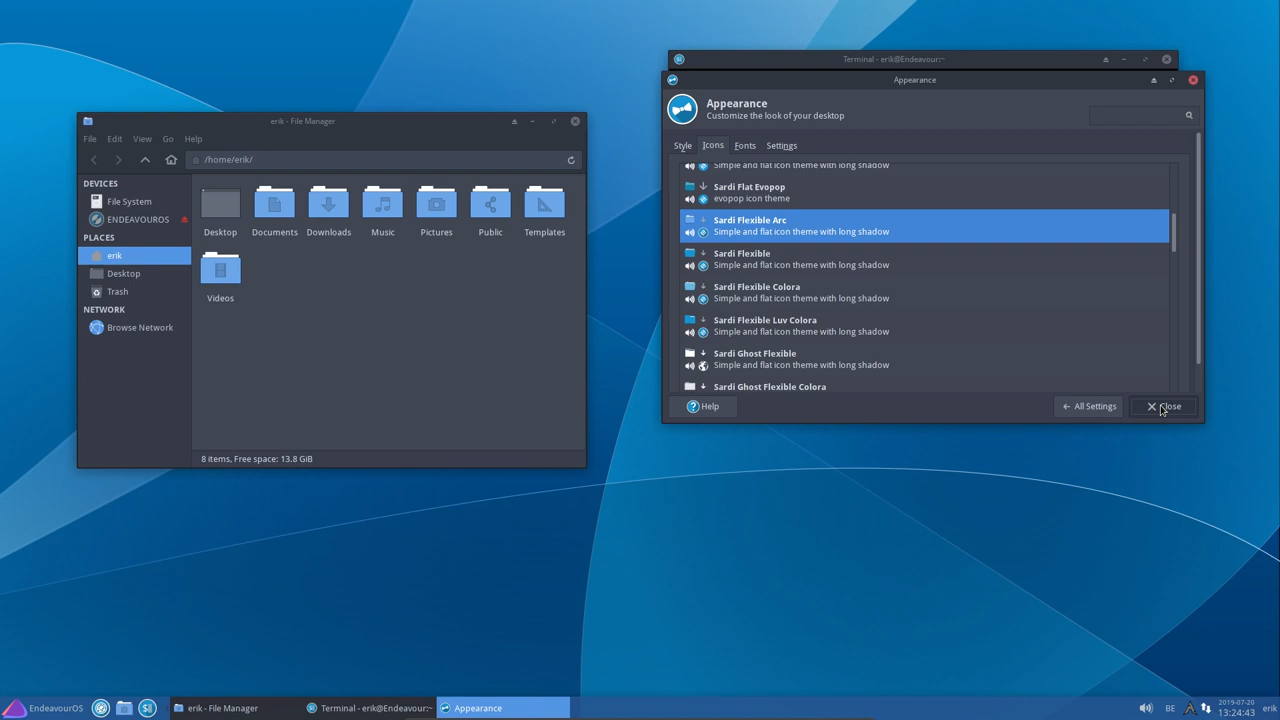 erik - File Manager
File Edit View Go Help
/home/erik/
DEVICES
File System
ENDEAVOUROS
PLACES
erik
Desktop
Trash
NETWORK
Browse Network
Desktop Documents Downloads Music Pictures Public Templates
Videos
8 items, Free space: 13.8 GiB
Terminal - erik@Endeavour:~
Appearance
Appearance
Customize the look of your desktop
Style Icons Fonts Settings
Simple and flat icon theme with long shadow
Sardi Flat Evopop
evopop icon theme
Sardi Flexible Arc
Simple and flat icon theme with long shadow
Sardi Flexible
Simple and flat icon theme with long shadow
Sardi Flexible Colora
Simple and flat icon theme with long shadow
Sardi Flexible Luv Colora
Simple and flat icon theme with long shadow
Sardi Ghost Flexible
Simple and flat icon theme with long shadow
Sardi Ghost Flexible Colora
Help All Settings Close
EndeavourOS erik - File Manager Terminal - erik@Endeavour:~ Appearance BE 2019-07-20
13:24:43 erik